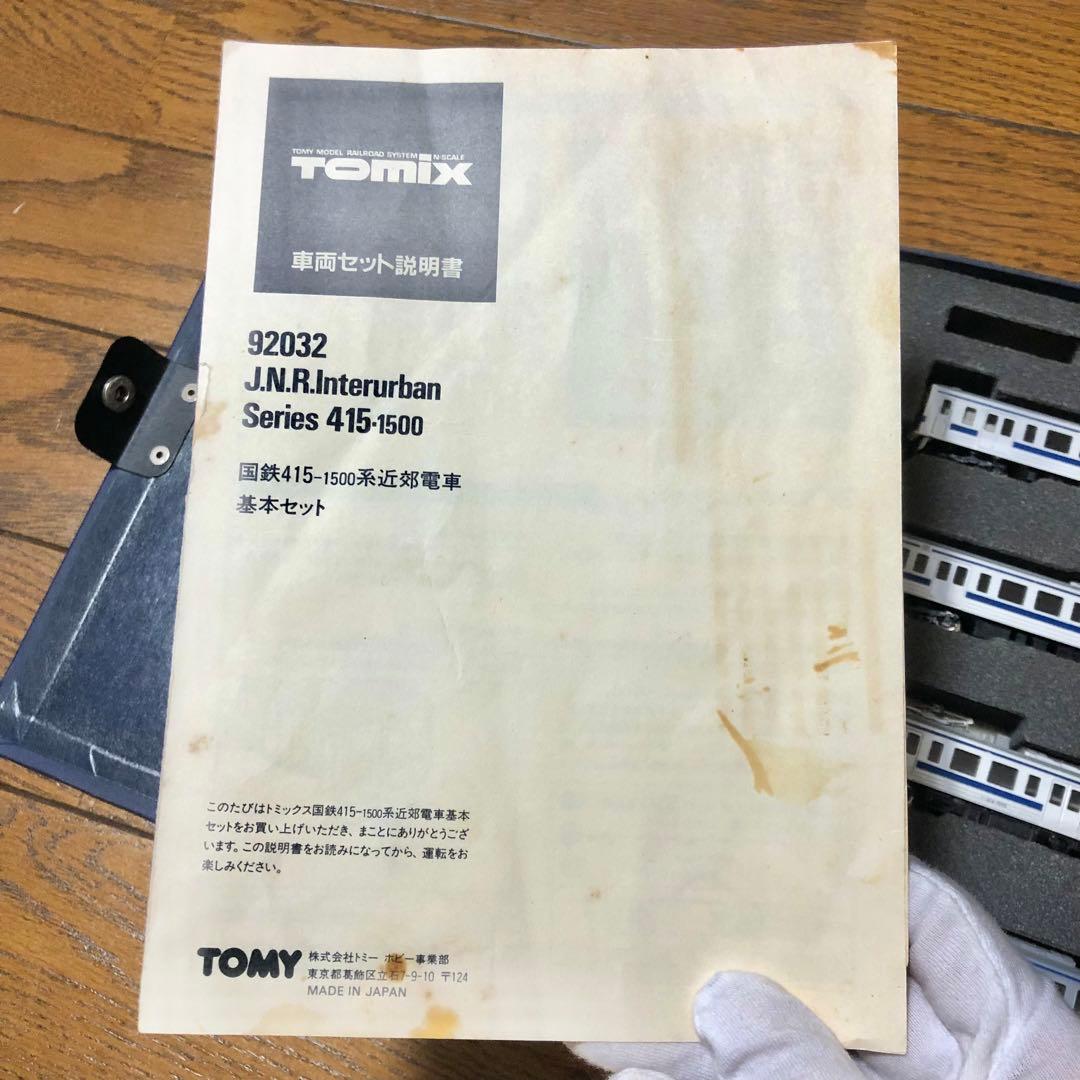 TOMY MODEL RAILROAD SYSTEM N-SCALE
TOMIX
車両セット説明書
92032
J.N.R.Interurban
Series 415-1500
国鉄415-1500系近郊電車
基本セット
このたびはトミックス国鉄415-1500系近郊電車基本
セットをお買い上げいただき、まことにありがとうござ
います。この説明書をお読みになってから、運転をお
楽しみください。
TOMY 株式会社トミー ホビー事業部
東京都葛飾区立石7-9-10 〒124
MADE IN JAPAN